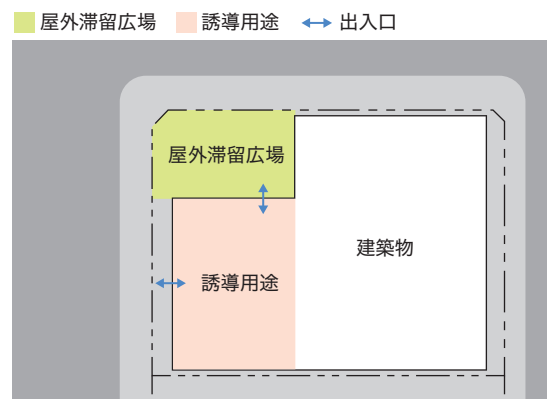 屋外滞留広場 誘導用途 出入口
屋外滞留広場
建築物
誘導用途